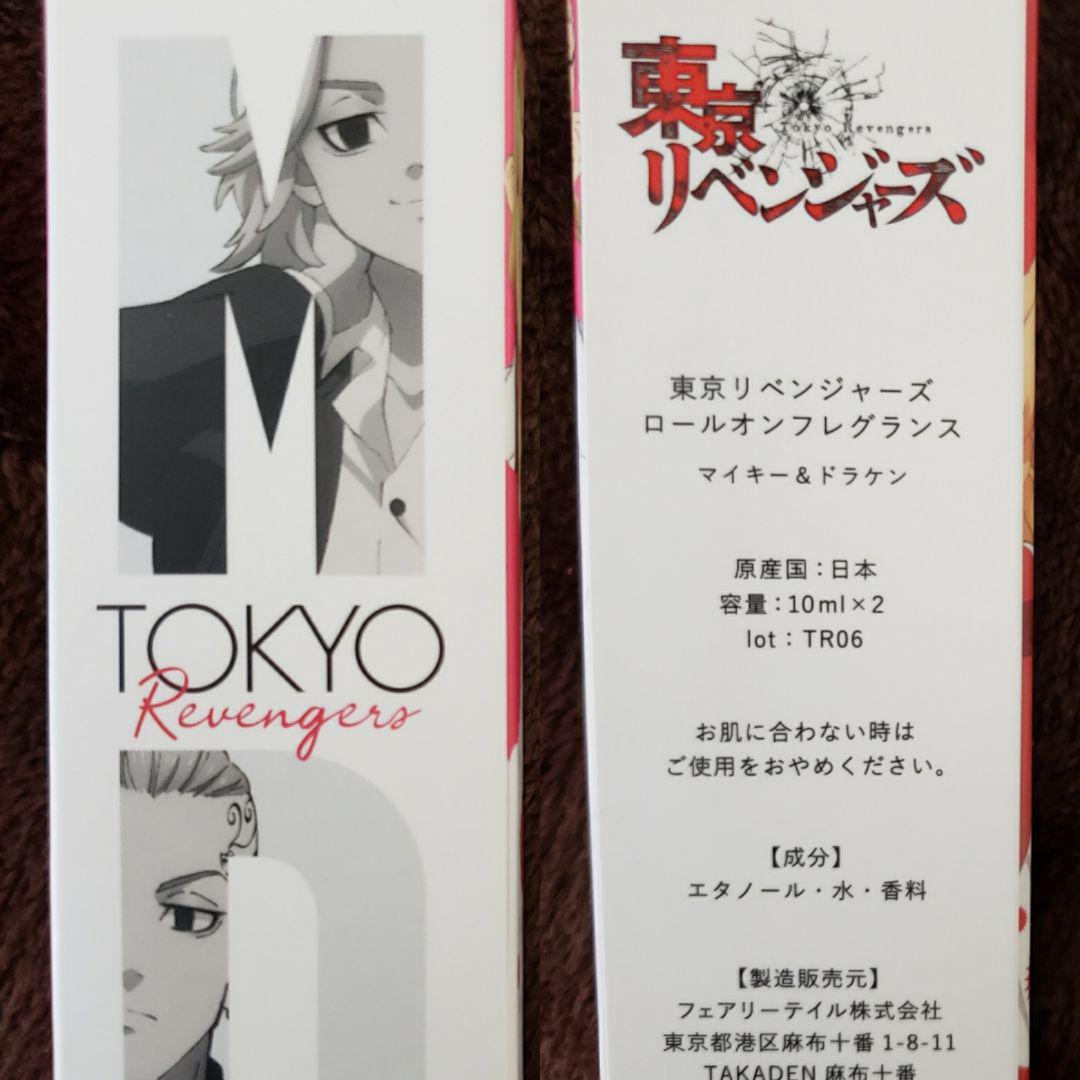 M
TOKYO
Revengers
D
東京
Tokyo Revengers
リベンジャーズ
東京リベンジャーズ
ロールオンフレグランス
マイキー＆ドラケン
原産国：日本
容量：10ml×2
lot：TR06
お肌に合わない時は
ご使用をおやめください。
【成分】
エタノール・水・香料
【製造販売元】
フェアリーテイル株式会社
東京都港区麻布十番1-8-11
TAKADEN 麻布十番